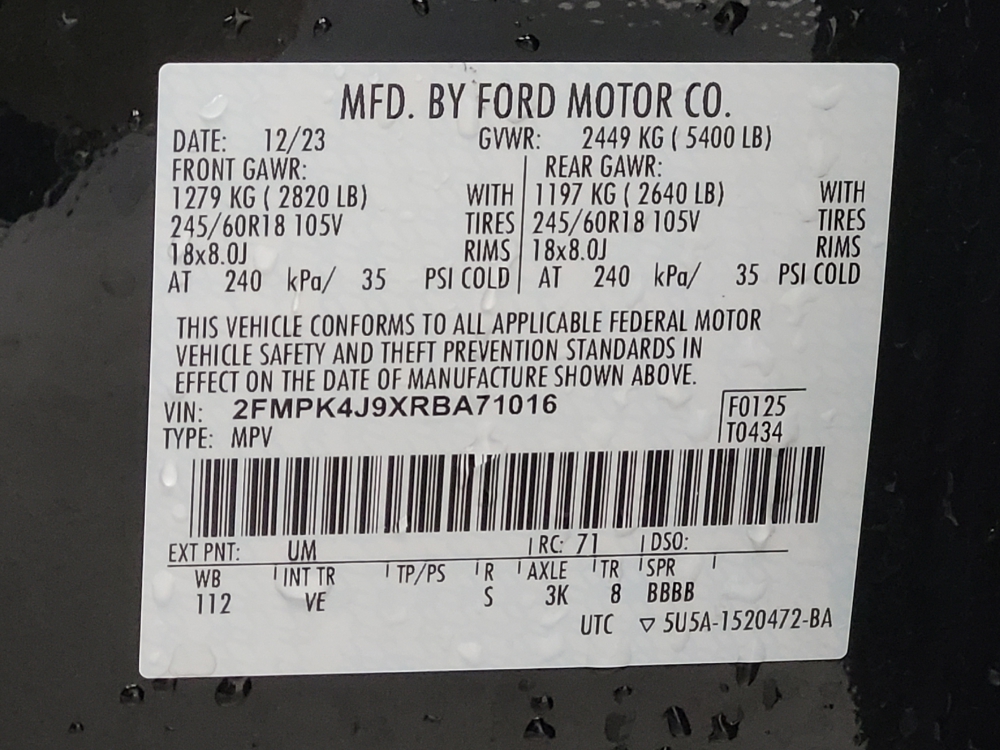 MFD. BY FORD MOTOR CO.
DATE: 12/23 GVWR: 2449 KG ( 5400 LB)
FRONT GAWR: REAR GAWR:
1279 KG ( 2820 LB) WITH 1197 KG ( 2640 LB) WITH
245/60R18 105V TIRES 245/60R18 105V TIRES
18x8.0J RIMS 18x8.0J RIMS
AT 240 kPa/ 35 PSI COLD AT 240 kPa/ 35 PSI COLD
THIS VEHICLE CONFORMS TO ALL APPLICABLE FEDERAL MOTOR
VEHICLE SAFETY AND THEFT PREVENTION STANDARDS IN
EFFECT ON THE DATE OF MANUFACTURE SHOWN ABOVE.
VIN: 2FMPK4J9XRBA71016 F0125
TYPE: MPV T0434
EXT PNT: UM RC: 71 DSO:
WB INT TR TP/PS R AXLE TR SPR
112 VE S 3K 8 BBBB
UTC ▽ 5U5A-1520472-BA